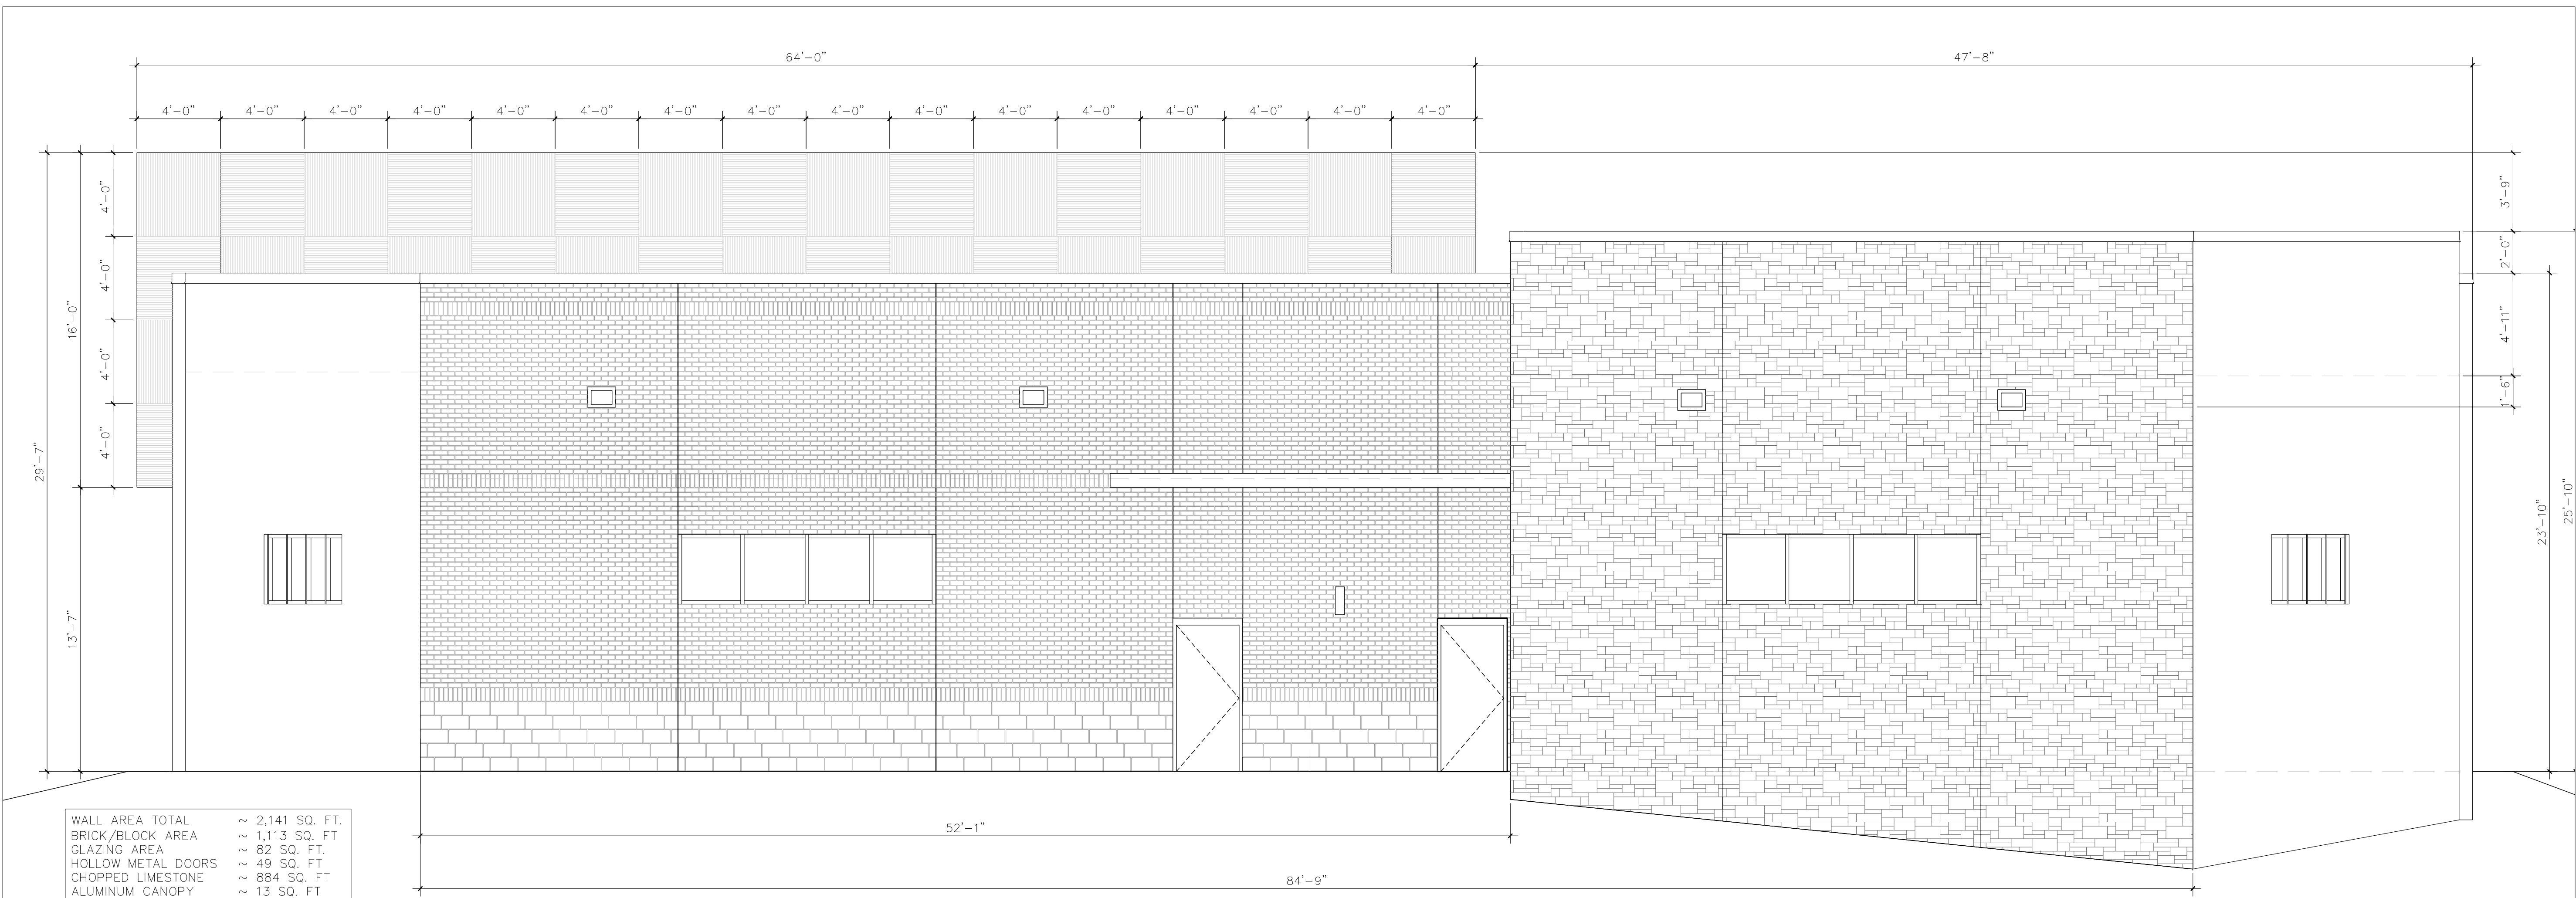 64'-0" 47'-8"
4'-0" 4'-0" 4'-0" 4'-0" 4'-0" 4'-0" 4'-0" 4'-0" 4'-0" 4'-0" 4'-0" 4'-0" 4'-0" 4'-0" 4'-0" 4'-0"
29'-7"
16'-0"
13'-7"
4'-0"
4'-0"
4'-0"
4'-0"
3'-9"
2'-0"
4'-11"
1'-6"
23'-10"
25'-10"
52'-1"
84'-9"
WALL AREA TOTAL ~ 2,141 SQ. FT.
BRICK/BLOCK AREA ~ 1,113 SQ. FT
GLAZING AREA ~ 82 SQ. FT.
HOLLOW METAL DOORS ~ 49 SQ. FT
CHOPPED LIMESTONE ~ 884 SQ. FT
ALUMINUM CANOPY ~ 13 SQ. FT